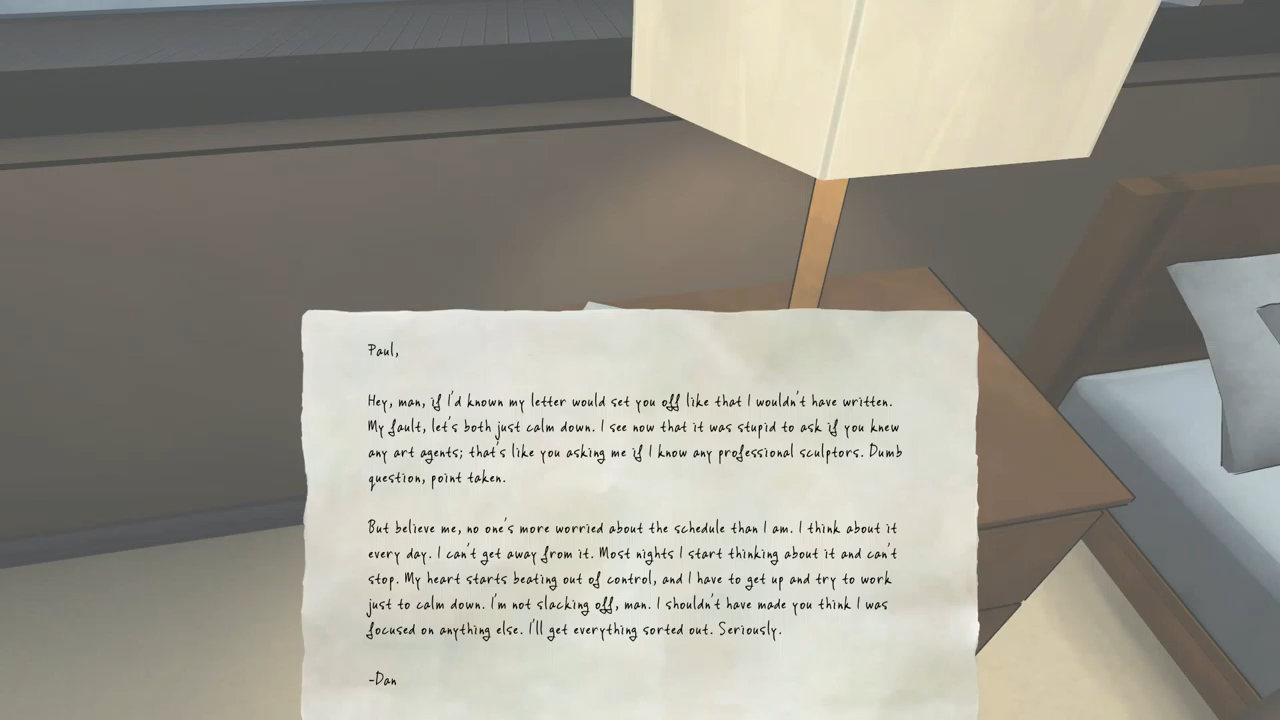 Paul,
Hey, man, if I'd known my letter would set you off like that I wouldn't have written.
My fault, let's both just calm down. I see now that it was stupid to ask if you knew
any art agents; that's like you asking me if I know any professional sculptors. Dumb
question, point taken.
But believe me, no one's more worried about the schedule than I am. I think about it
every day. I can't get away from it. Most nights I start thinking about it and can't
stop. My heart starts beating out of control, and I have to get up and try to work
just to calm down. I'm not slacking off, man. I shouldn't have made you think I was
focused on anything else. I'll get everything sorted out. Seriously.
-Dan